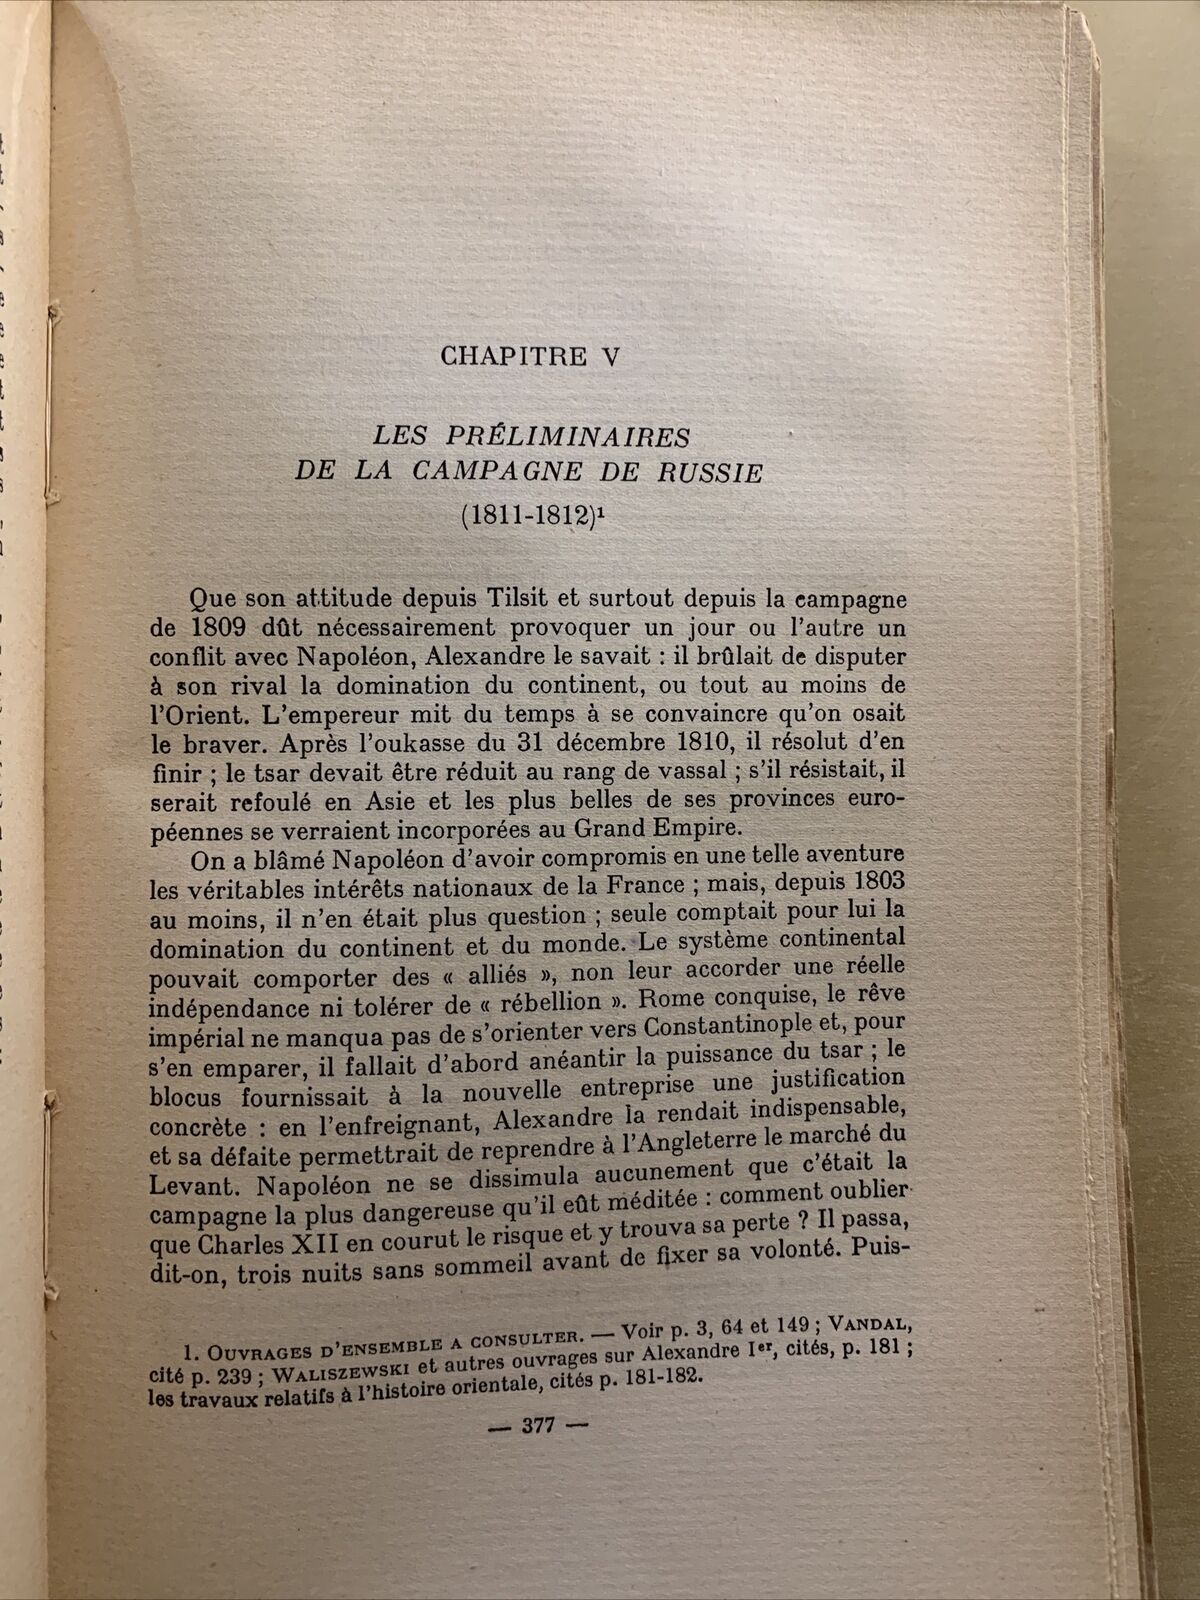 CHAPITRE V
LES PRÉLIMINAIRES
DE LA CAMPAGNE DE RUSSIE
(1811-1812)¹
Que son attitude depuis Tilsit et surtout depuis la campagne
de 1809 dût nécessairement provoquer un jour ou l'autre un
conflit avec Napoléon, Alexandre le savait : il brûlait de disputer
à son rival la domination du continent, ou tout au moins de
l'Orient. L'empereur mit du temps à se convaincre qu'on osait
le braver. Après l'oukasse du 31 décembre 1810, il résolut d'en
finir ; le tsar devait être réduit au rang de vassal ; s'il résistait, il
serait refoulé en Asie et les plus belles de ses provinces euro-
péennes se verraient incorporées au Grand Empire.
On a blâmé Napoléon d'avoir compromis en une telle aventure
les véritables intérêts nationaux de la France ; mais, depuis 1803
au moins, il n'en était plus question ; seule comptait pour lui la
domination du continent et du monde. Le système continental
pouvait comporter des « alliés », non leur accorder une réelle
indépendance ni tolérer de « rébellion ». Rome conquise, le rêve
impérial ne manqua pas de s'orienter vers Constantinople et, pour
s'en emparer, il fallait d'abord anéantir la puissance du tsar ; le
blocus fournissait à la nouvelle entreprise une justification
concrète : en l'enfreignant, Alexandre la rendait indispensable,
et sa défaite permettrait de reprendre à l'Angleterre le marché du
Levant. Napoléon ne se dissimula aucunement que c'était la
campagne la plus dangereuse qu'il eût méditée : comment oublier
que Charles XII en courut le risque et y trouva sa perte ? Il passa,
dit-on, trois nuits sans sommeil avant de fixer sa volonté. Puis-
1. OUVRAGES D'ENSEMBLE A CONSULTER. — Voir p. 3, 64 et 149 ; VANDAL,
cité p. 239 ; WALISZEWSKI et autres ouvrages sur Alexandre Iᵉʳ, cités, p. 181 ;
les travaux relatifs à l'histoire orientale, cités p. 181-182.
— 377 —